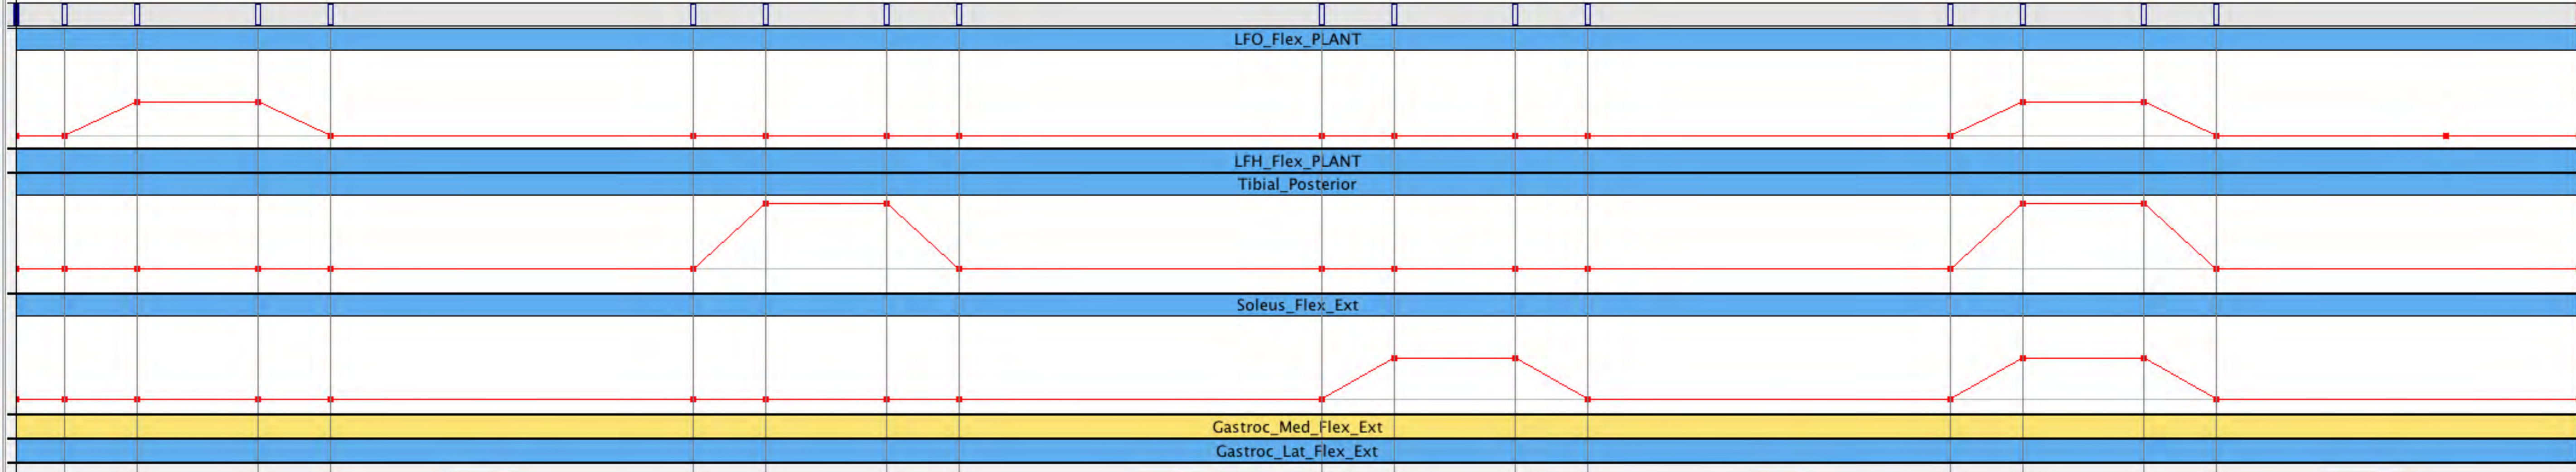 LFO_Flex_PLANT
LFH_Flex_PLANT
Tibial_Posterior
Soleus_Flex_Ext
Gastroc_Med_Flex_Ext
Gastroc_Lat_Flex_Ext